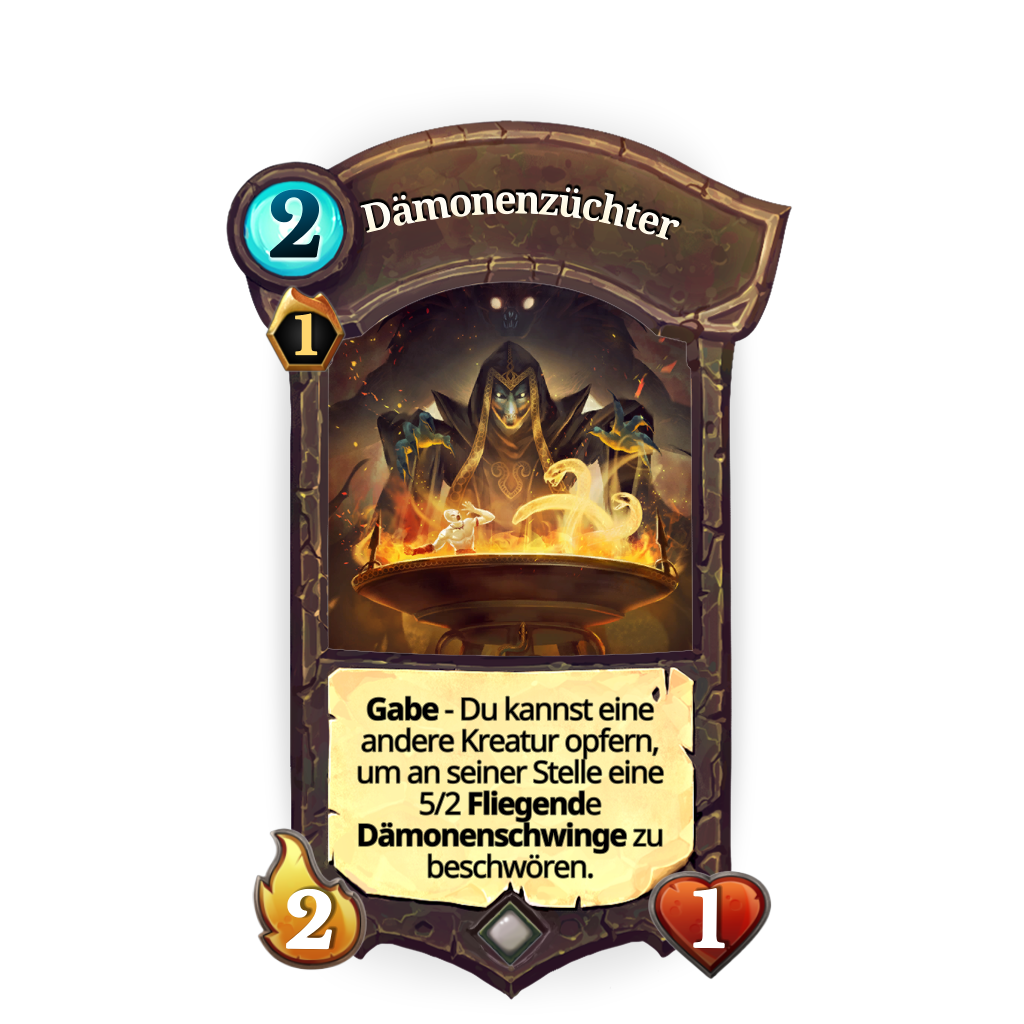 2
Dämonenzüchter
1
Gabe - Du kannst eine
andere Kreatur opfern,
um an seiner Stelle eine
5/2 Fliegende
Dämonenschwinge zu
beschwören.
2
1